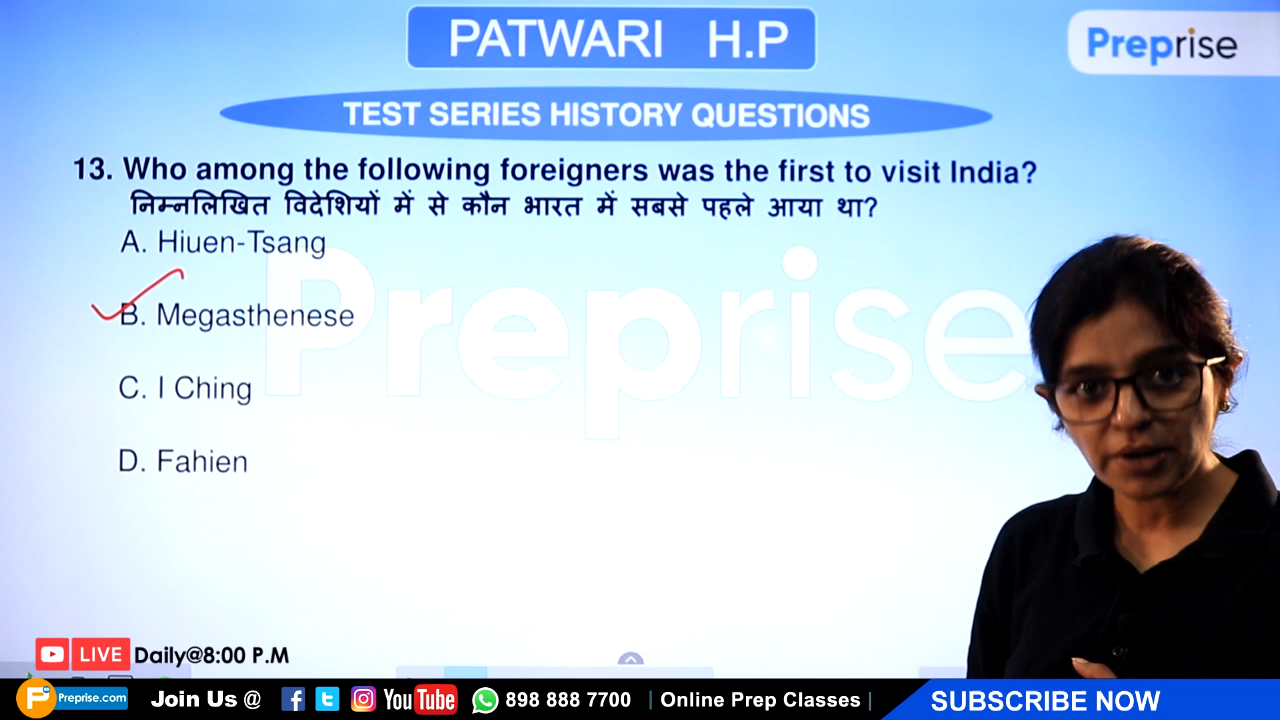 PATWARI H.P
Preprise
TEST SERIES HISTORY QUESTIONS
13. Who among the following foreigners was the first to visit India?
निम्नलिखित विदेशियों में से कौन भारत में सबसे पहले आया था?
A. Hiuen-Tsang
B. Megasthenese
C. I Ching
D. Fahien
Preprise
LIVE Daily@8:00 P.M
Preprise.com Join Us @ YouTube 898 888 7700 | Online Prep Classes | SUBSCRIBE NOW